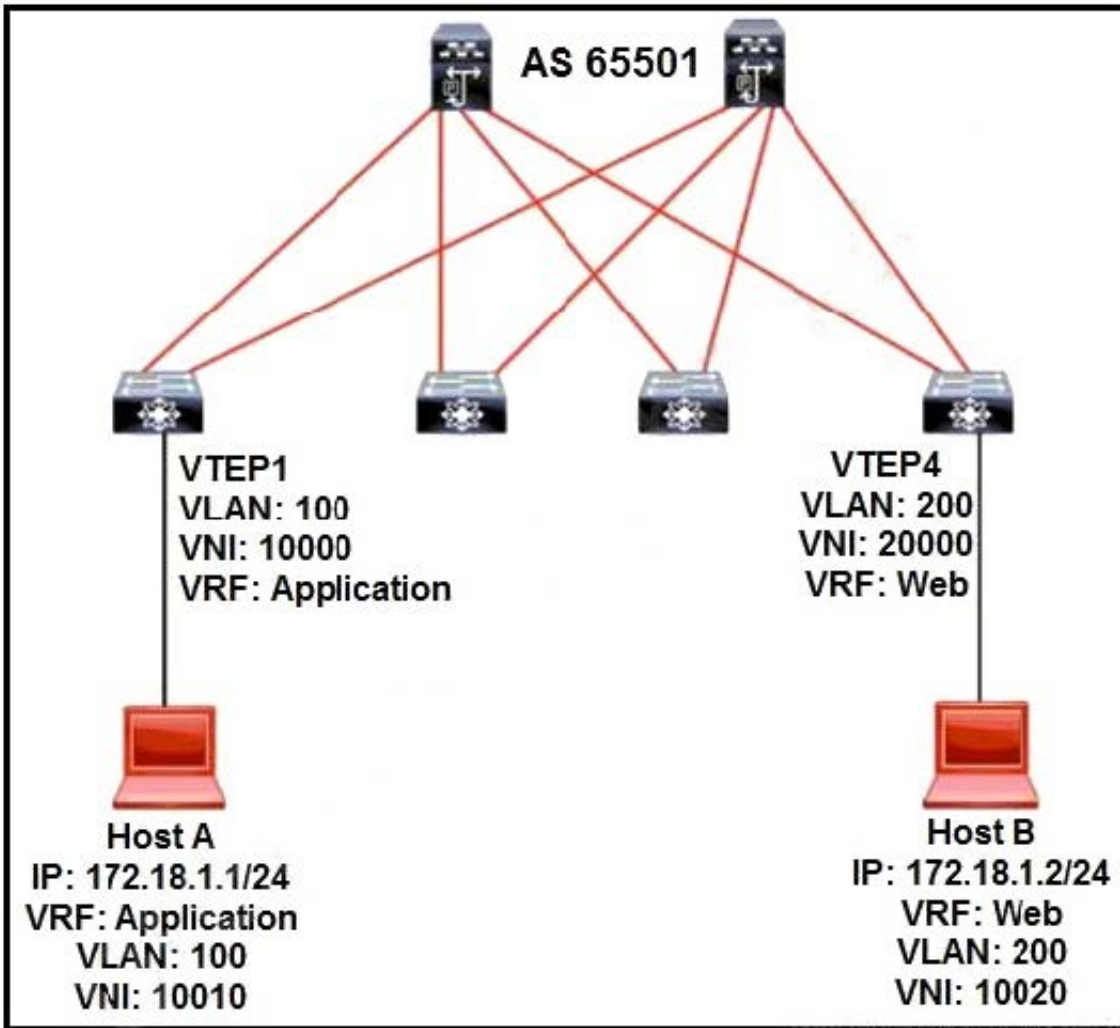 AS 65501
VTEP1
VLAN: 100
VNI: 10000
VRF: Application
VTEP4
VLAN: 200
VNI: 20000
VRF: Web
Host A
IP: 172.18.1.1/24
VRF: Application
VLAN: 100
VNI: 10010
Host B
IP: 172.18.1.2/24
VRF: Web
VLAN: 200
VNI: 10020